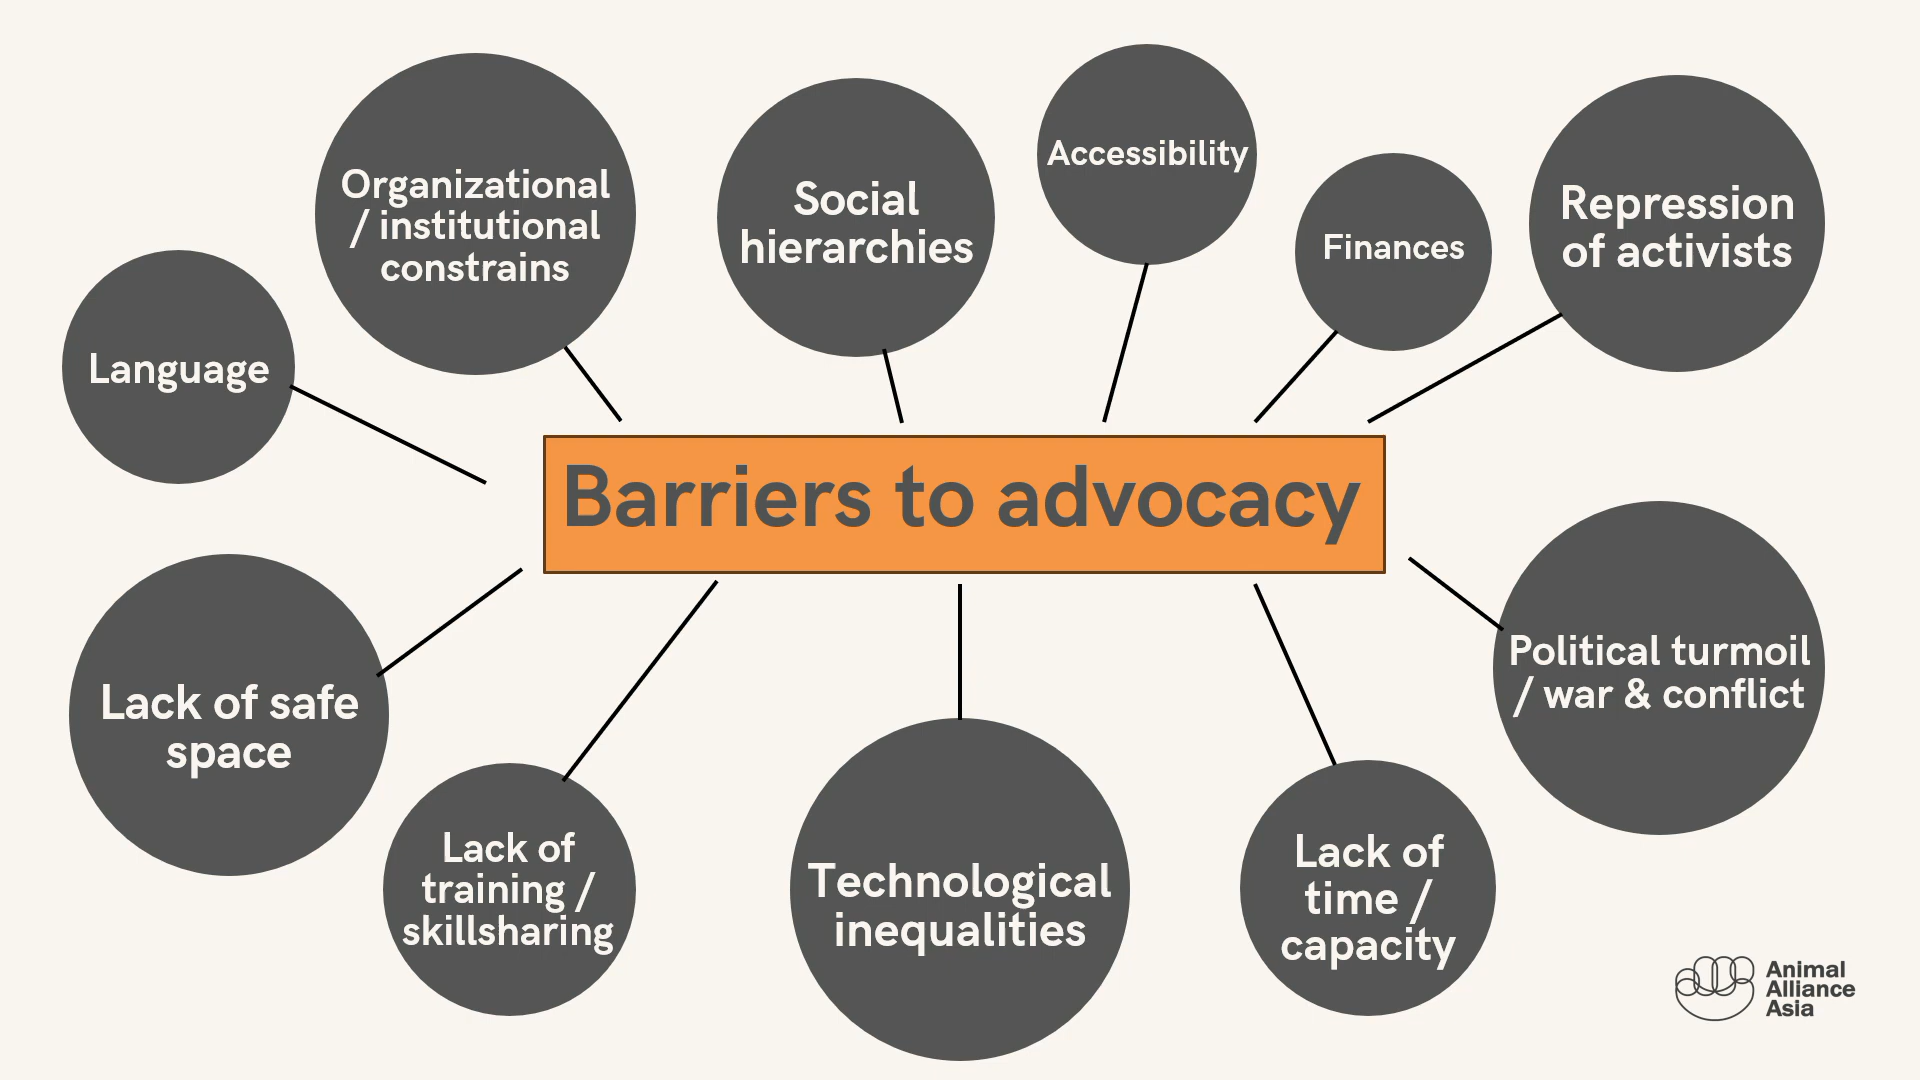 Accessibility
Organizational
/ institutional
constrains
Social
hierarchies
Finances
Repression
of activists
Language
Barriers to advocacy
Political turmoil
/ war & conflict
Lack of safe
space
Lack of
training /
skillsharing
Technological
inequalities
Lack of
time /
capacity
Animal
Alliance
Asia